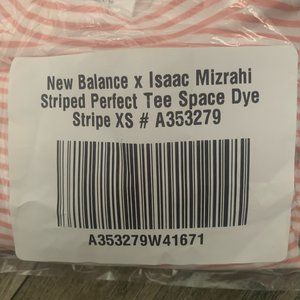 New Balance x Isaac Mizrahi
Striped Perfect Tee Space Dye
Stripe XS # A353279
A353279W41671